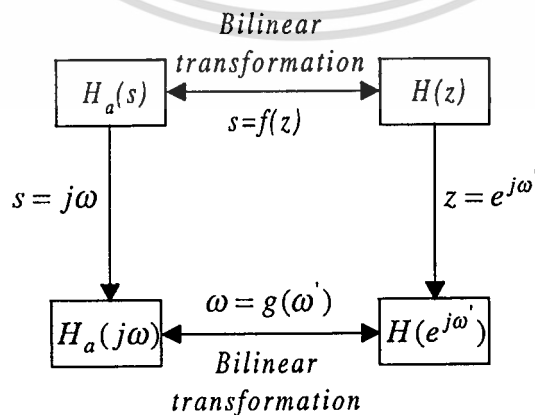 Bilinear
transformation
H_a(s)
H(z)
s=f(z)
s = jω
z = e^{jω'}
ω = g(ω')
H_a(jω)
H(e^{jω'})
Bilinear
transformation